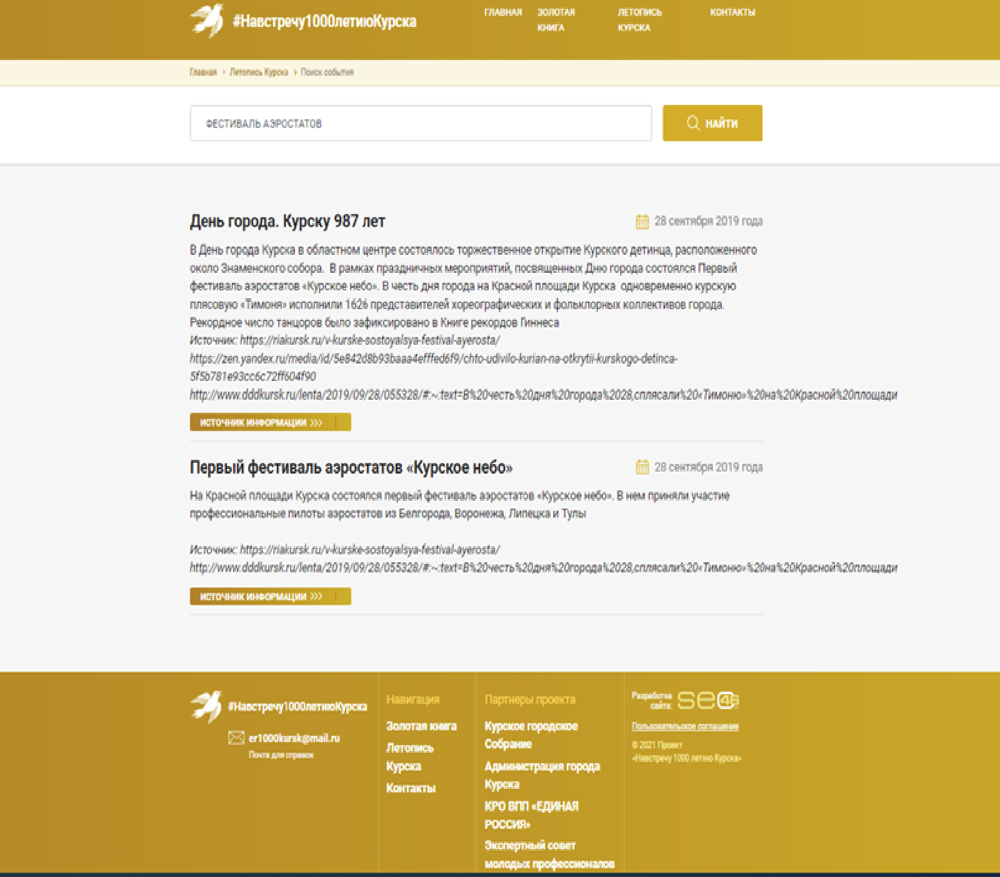 #Навстречу1000летиюКурска
ГЛАВНАЯ
ЗОЛОТАЯ
КНИГА
ЛЕТОПИСЬ
КУРСКА
КОНТАКТЫ
Главная > Летопись Курска > Поиск события
ФЕСТИВАЛЬ АЭРОСТАТОВ
НАЙТИ
День города. Курску 987 лет
28 сентября 2019 года
В День города Курска в областном центре состоялось торжественное открытие Курского детинца, расположенного
около Знаменского собора. В рамках праздничных мероприятий, посвященных Дню города состоялся Первый
фестиваль аэростатов «Курское небо». В честь дня города на Красной площади Курска одновременно курскую
плясовую «Тимоня» исполнили 1626 представителей хореографических и фольклорных коллективов города.
Рекордное число танцоров было зафиксировано в Книге рекордов Гиннеса
Источник: https://riakursk.ru/v-kurske-sostoyalsya-festival-ayerosta/
https://zen.yandex.ru/media/id/5e842d8b93baaa4efffed6f9/chto-udivilo-kurian-na-otkrytii-kurskogo-detinca-
5f5b781e93cc6c72ff604f90
http://www.dddkursk.ru/lenta/2019/09/28/055328/#:~:text=В%20честь%20дня%20города%2028,сплясали%20«Тимоню»%20на%20Красной%20площади
ИСТОЧНИК ИНФОРМАЦИИ >>>
Первый фестиваль аэростатов «Курское небо»
28 сентября 2019 года
На Красной площади Курска состоялся первый фестиваль аэростатов «Курское небо». В нем приняли участие
профессиональные пилоты аэростатов из Белгорода, Воронежа, Липецка и Тулы
Источник: https://riakursk.ru/v-kurske-sostoyalsya-festival-ayerosta/
http://www.dddkursk.ru/lenta/2019/09/28/055328/#:~:text=В%20честь%20дня%20города%2028,сплясали%20«Тимоню»%20на%20Красной%20площади
ИСТОЧНИК ИНФОРМАЦИИ >>>
#Навстречу1000летиюКурска
er1000kursk@mail.ru
Почта для справок
Навигация
Золотая книга
Летопись
Курска
Контакты
Партнеры проекта
Курское городское
Собрание
Администрация города
Курска
КРО ВПП «ЕДИНАЯ
РОССИЯ»
Экспертный совет
молодых профессионалов
Разработка
сайта:
seo46
Пользовательское соглашение
© 2021 Проект
«Навстречу 1000 летию Курска»